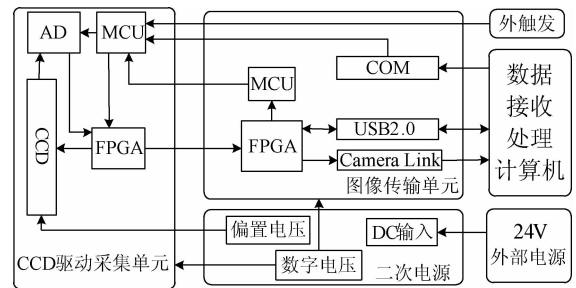 AD
MCU
外触发
COM
MCU
数据
接收
处理
计算机
CCD
FPGA
FPGA
USB2.0
Camera Link
图像传输单元
偏置电压
DC输入
24V
外部电源
CCD驱动采集单元
数字电压
二次电源